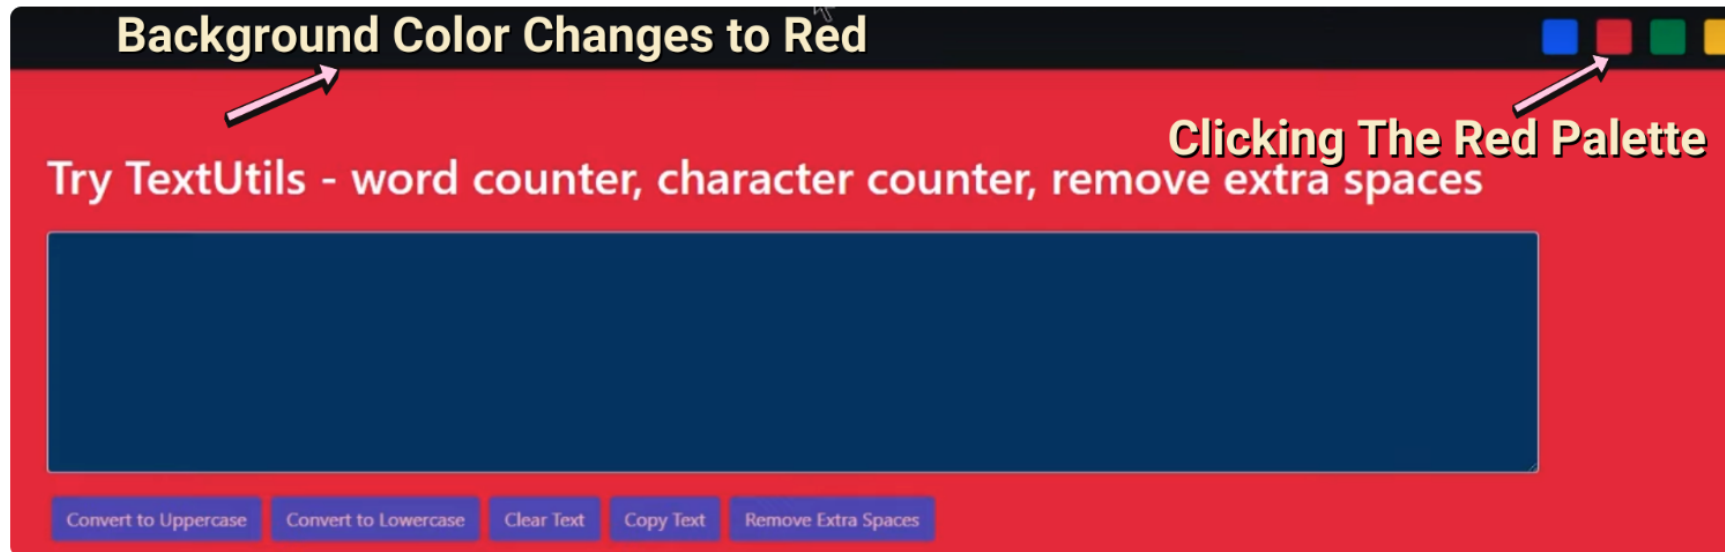 Background Color Changes to Red
Clicking The Red Palette
Try TextUtils - word counter, character counter, remove extra spaces
Convert to Uppercase
Convert to Lowercase
Clear Text
Copy Text
Remove Extra Spaces